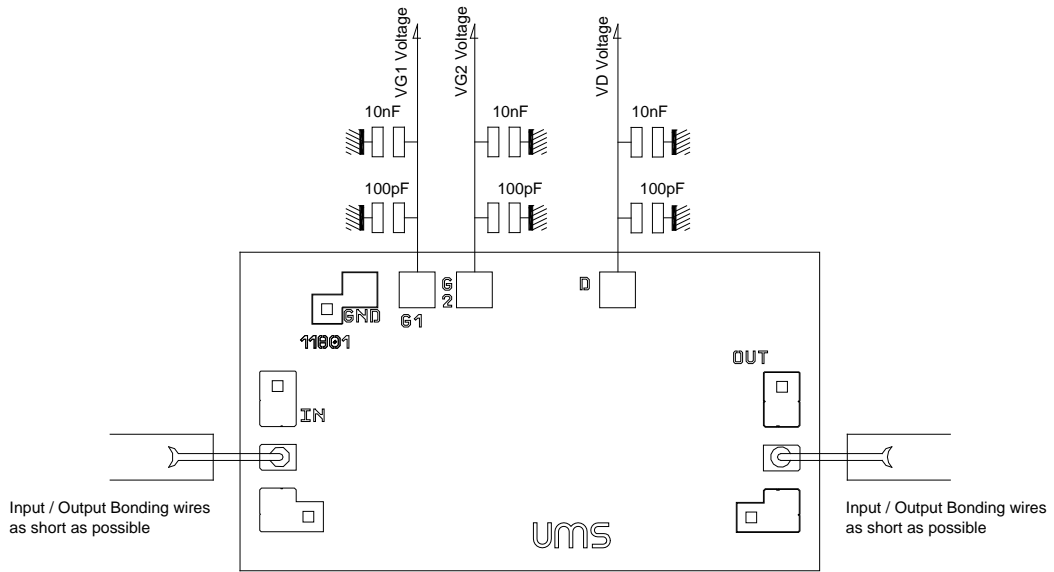 VG1 Voltage
VG2 Voltage
VD Voltage
10nF
10nF
10nF
100pF
100pF
100pF
G1
G
2
D
GND
11801
IN
OUT
Input / Output Bonding wires
as short as possible
Input / Output Bonding wires
as short as possible
UMS